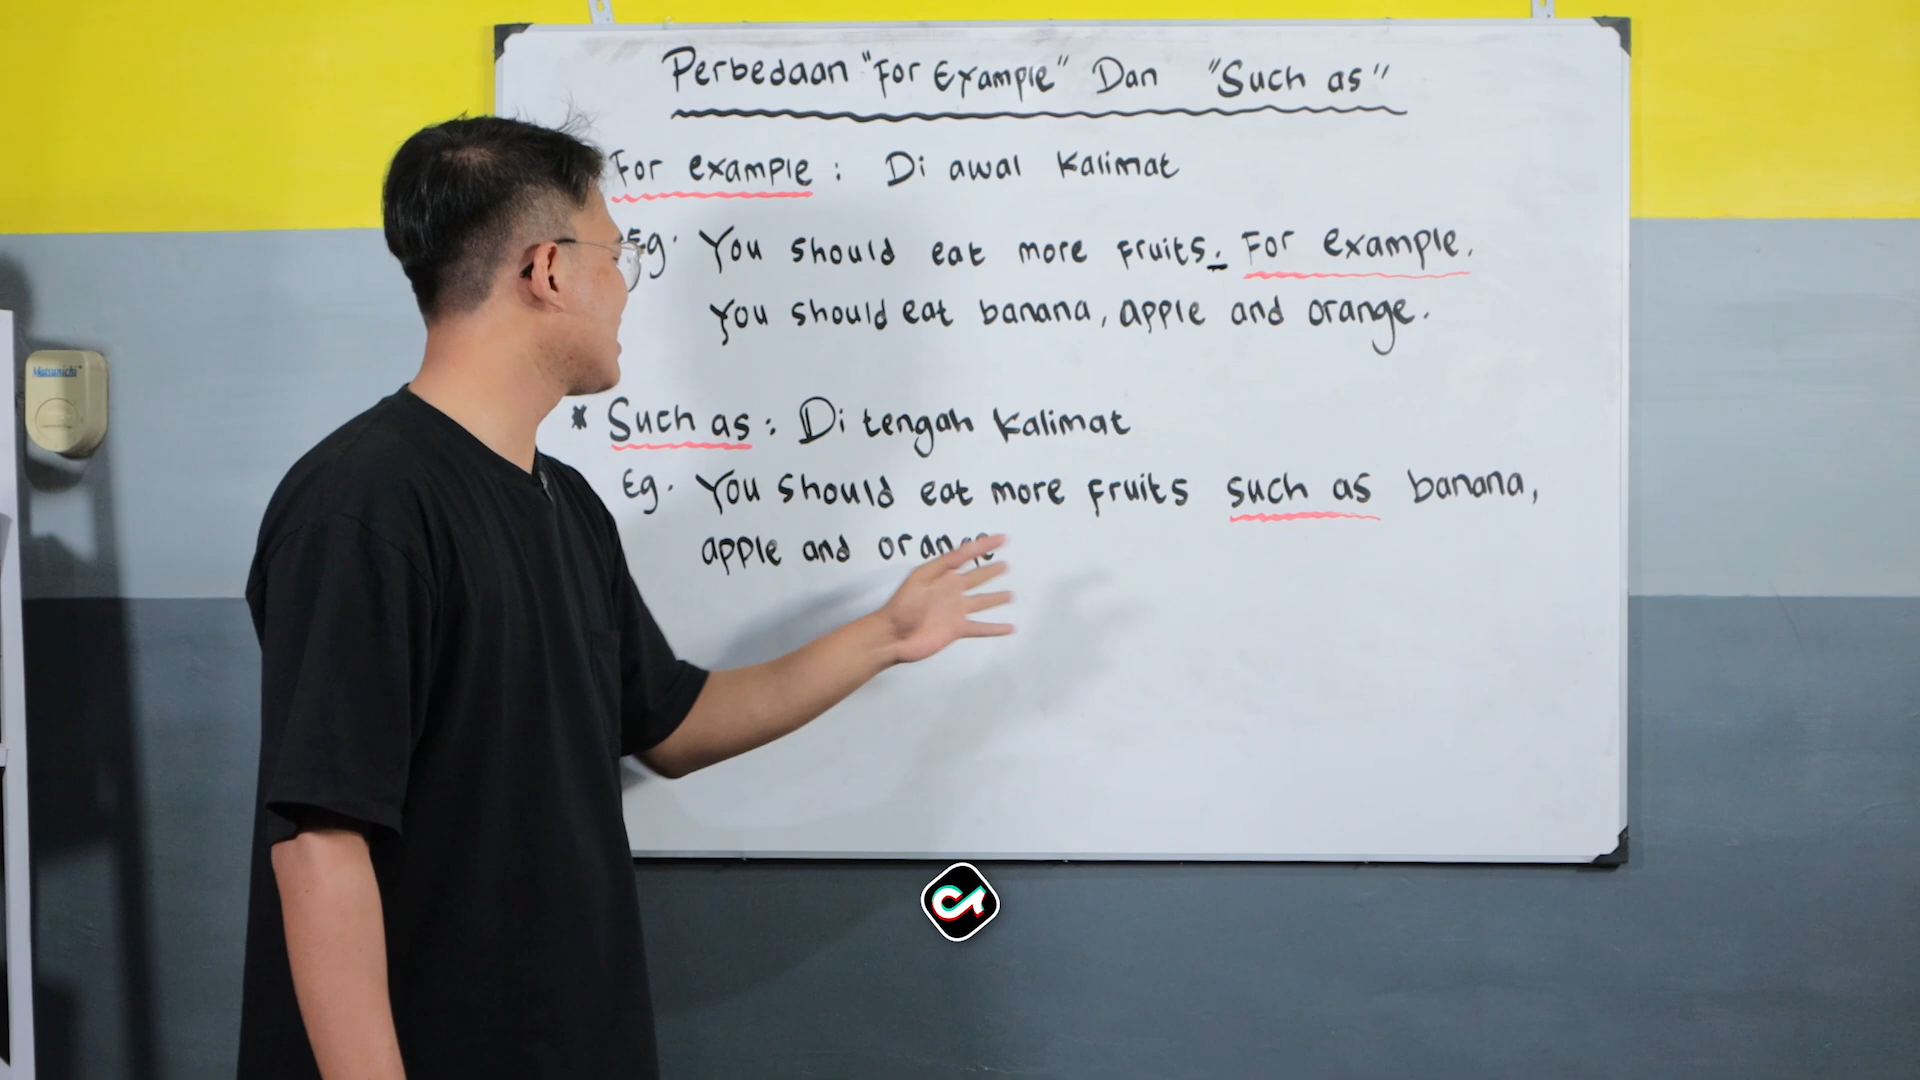 Perbedaan "For Example" Dan "Such as"
For example : Di awal Kalimat
Eg. You should eat more fruits. For example,
you should eat banana, apple and orange.
* Such as : Di tengah Kalimat
Eg. You should eat more fruits such as banana,
apple and orange
Matsunichi